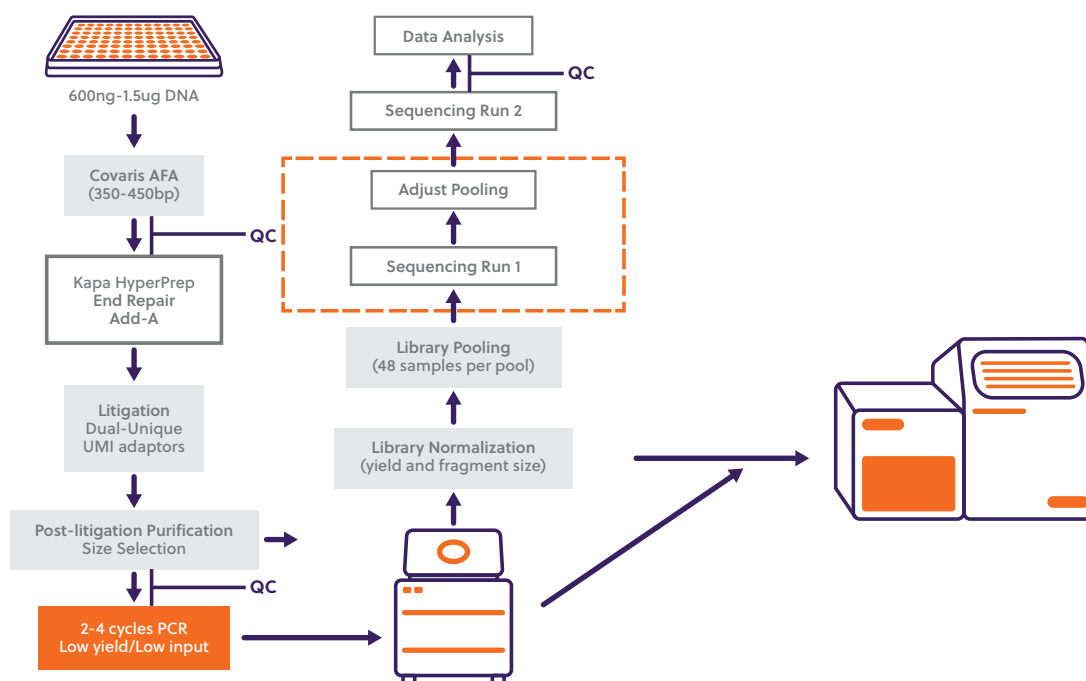 600ng-1.5ug DNA
Covaris AFA
(350-450bp)
QC
Kapa HyperPrep
End Repair
Add-A
Litigation
Dual-Unique
UMI adaptors
Post-litigation Purification
Size Selection
QC
2-4 cycles PCR
Low yield/Low input
Library Normalization
(yield and fragment size)
Library Pooling
(48 samples per pool)
Sequencing Run 1
Adjust Pooling
Sequencing Run 2
QC
Data Analysis